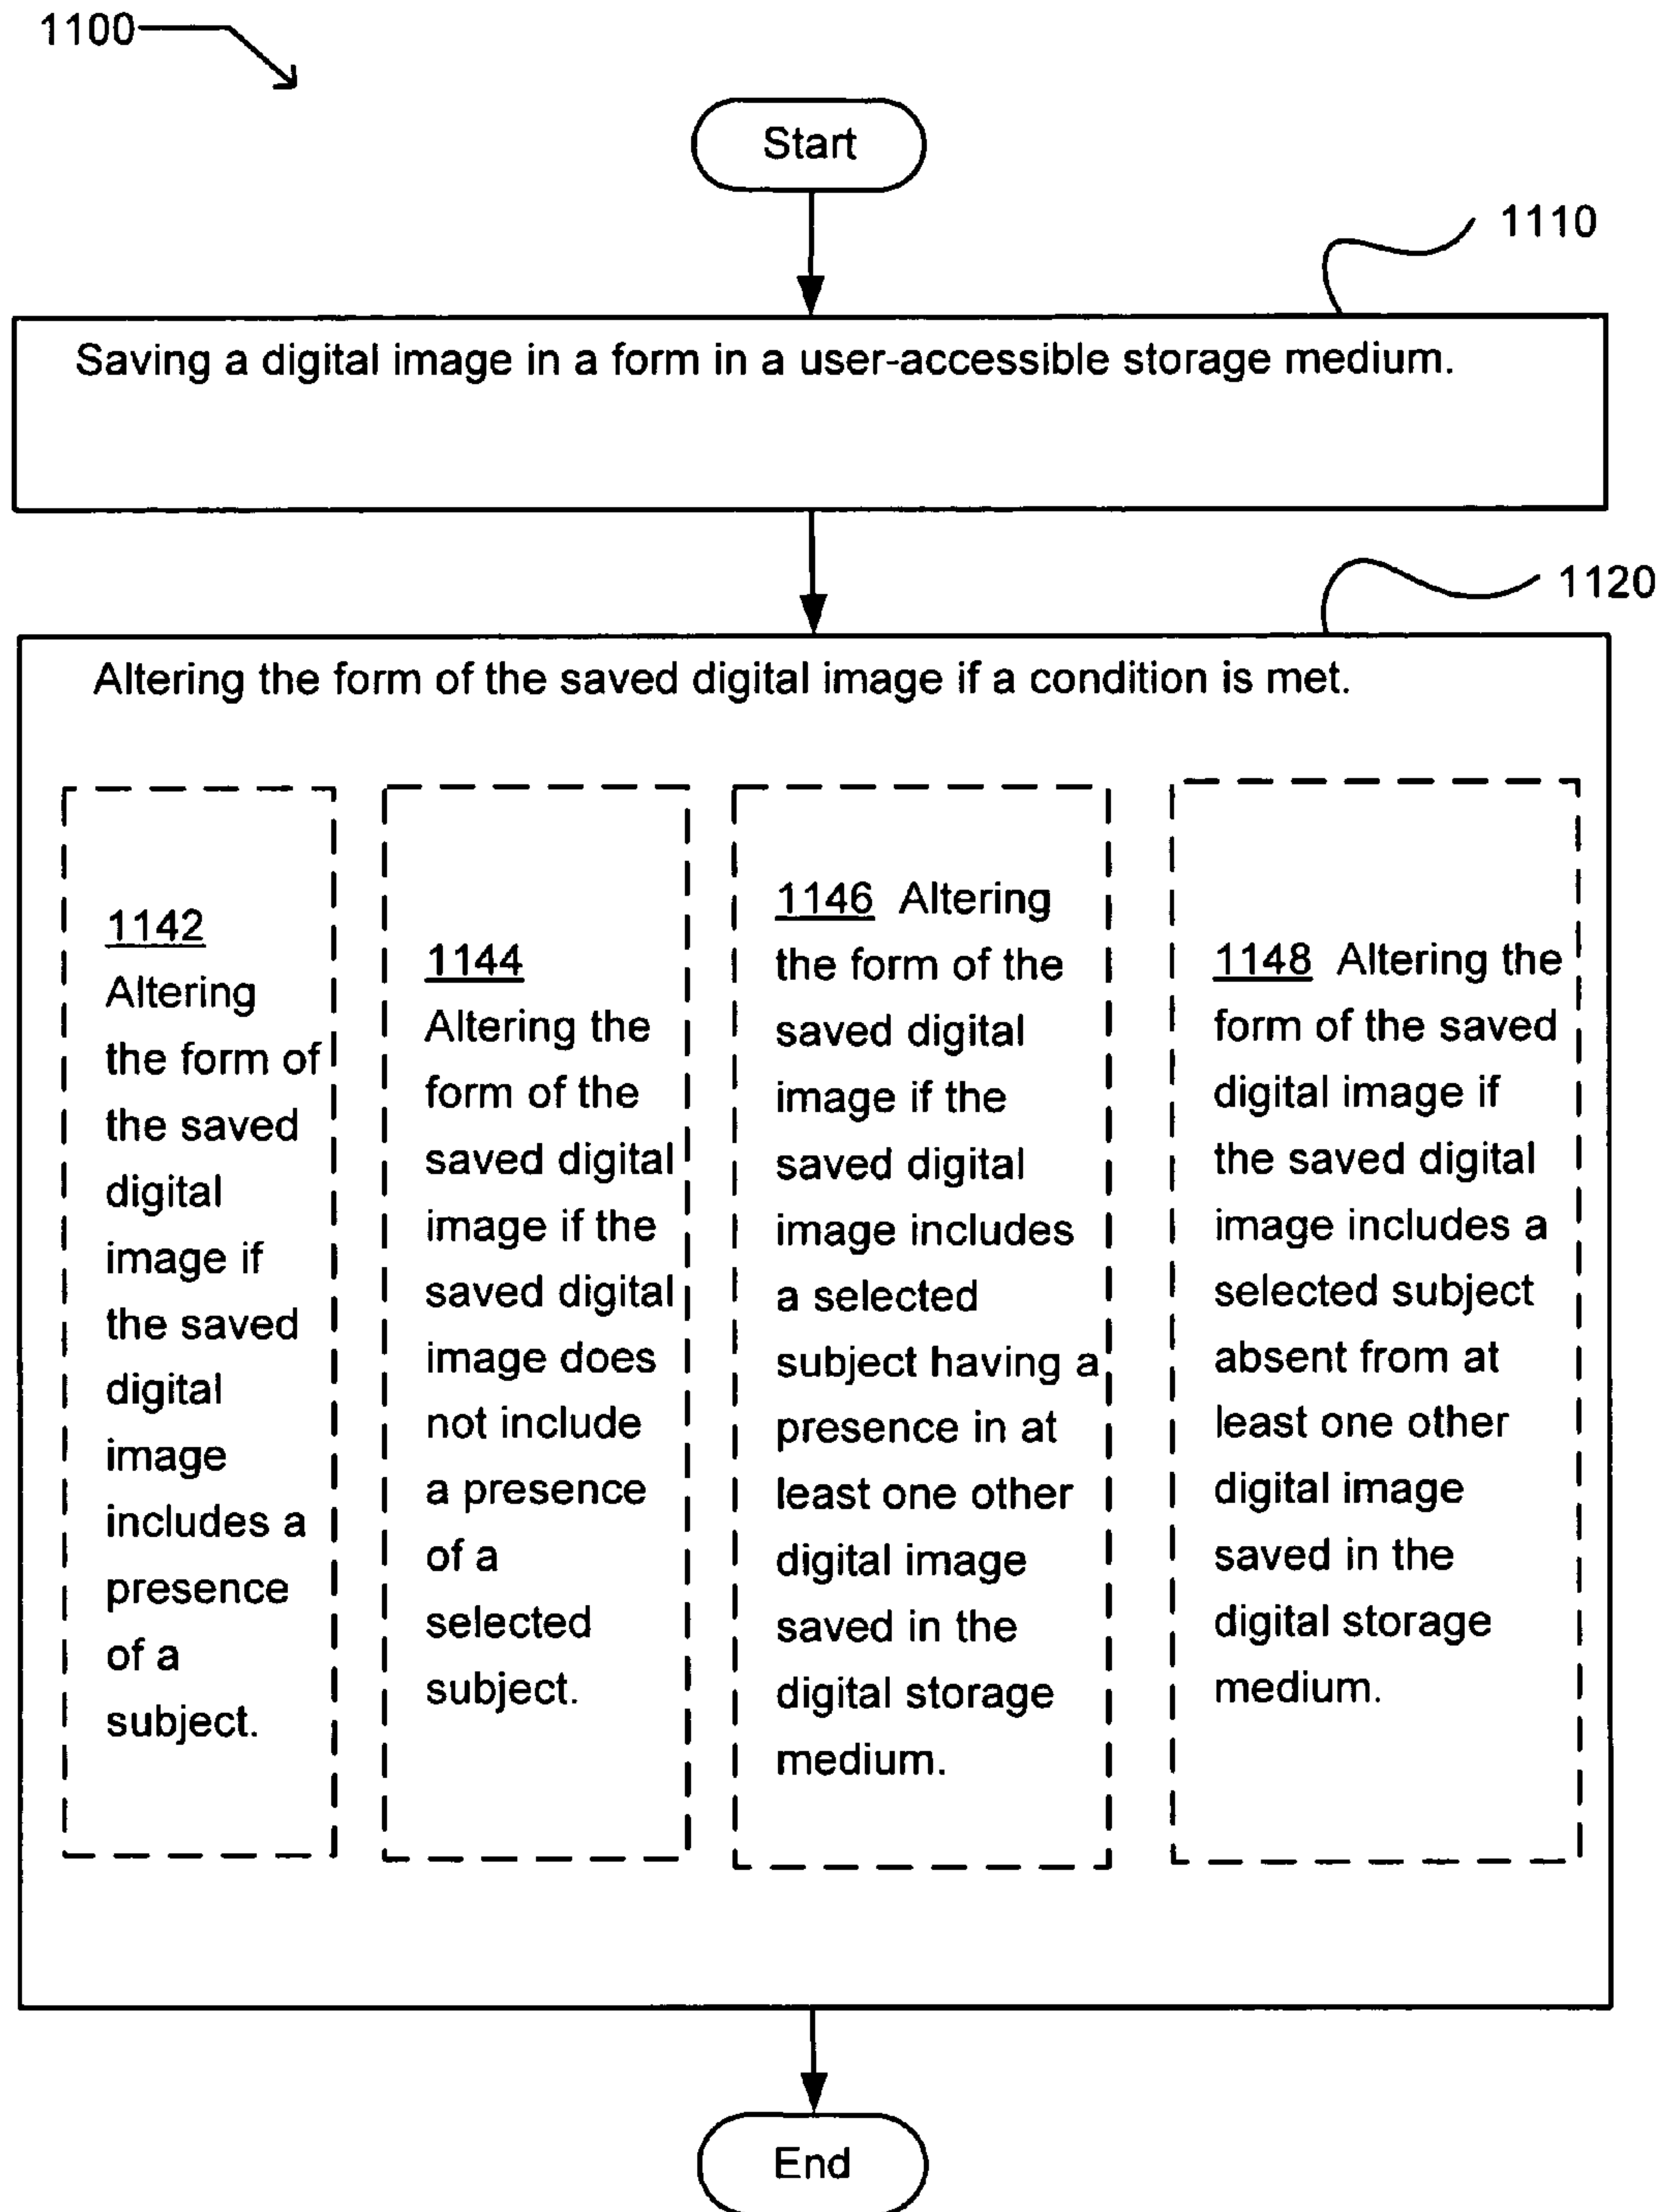 1100
Start
1110
Saving a digital image in a form in a user-accessible storage medium.
1120
Altering the form of the saved digital image if a condition is met.
1142
Altering
the form of
the saved
digital
image if
the saved
digital
image
includes a
presence
of a
subject.
1144
Altering the
form of the
saved digital
image if the
saved digital
image does
not include
a presence
of a
selected
subject.
1146 Altering
the form of the
saved digital
image if the
saved digital
image includes
a selected
subject having a
presence in at
least one other
digital image
saved in the
digital storage
medium.
1148 Altering the
form of the saved
digital image if
the saved digital
image includes a
selected subject
absent from at
least one other
digital image
saved in the
digital storage
medium.
End